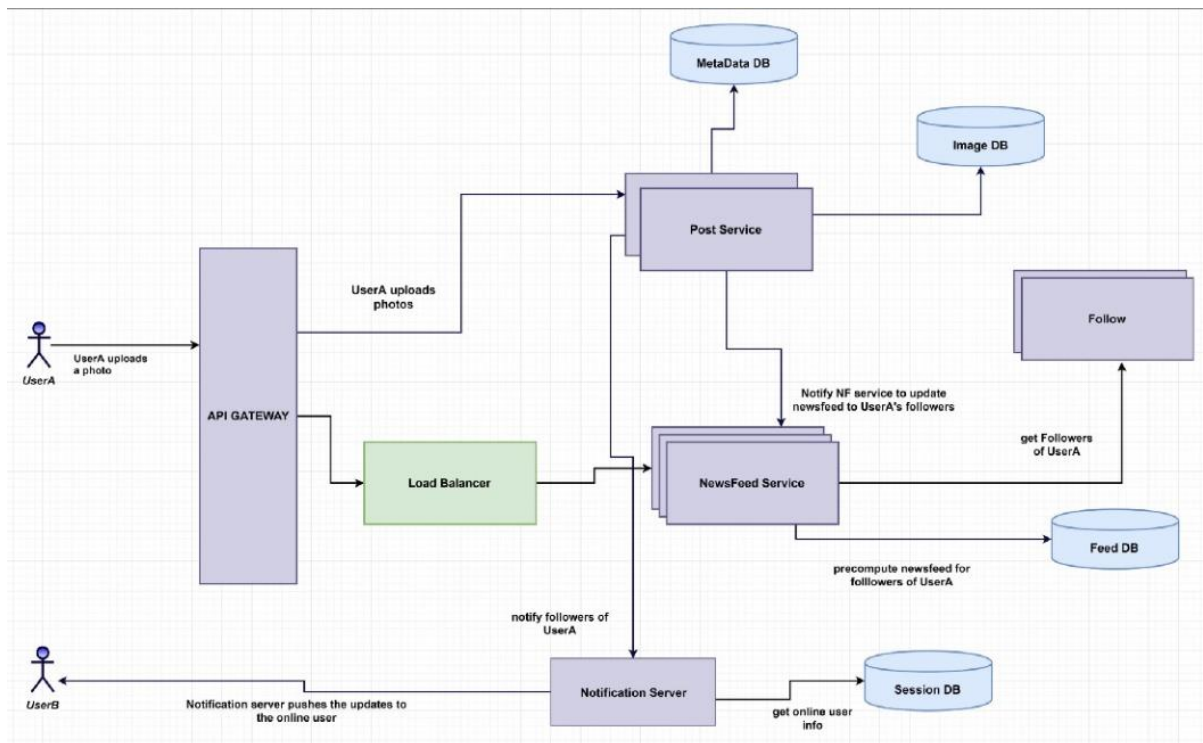 MetaData DB
Image DB
Post Service
UserA uploads
photos
Follow
UserA uploads
a photo
UserA
API GATEWAY
Notify NF service to update
newsfeed to UserA's followers
get Followers
of UserA
Load Balancer
NewsFeed Service
Feed DB
precompute newsfeed for
folllowers of UserA
notify followers of
UserA
Notification Server
Session DB
get online user
info
UserB
Notification server pushes the updates to
the online user